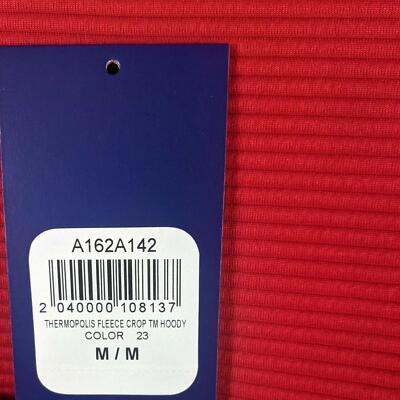 A162A142
2 040000 108137
THERMOPOLIS FLEECE CROP TM HOODY
COLOR 23
M / M